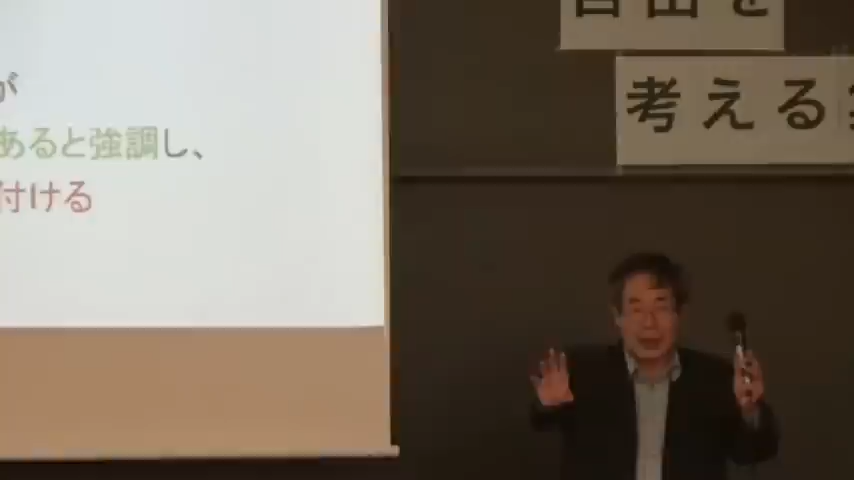 が
あると強調し、
付ける
自由を
考える